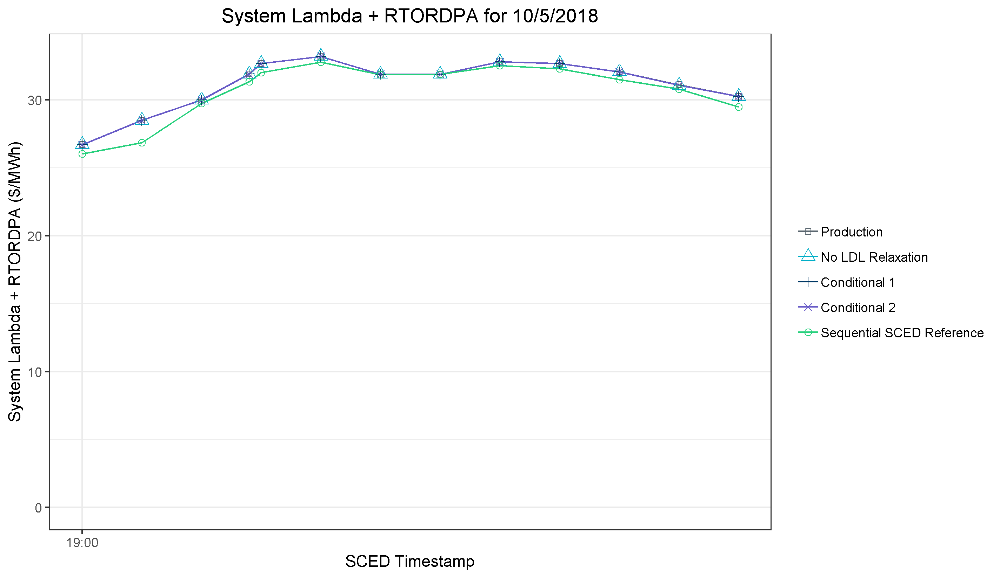 System Lambda + RTORDPA for 10/5/2018
System Lambda + RTORDPA ($/MWh)
30
20
10
0
19:00
SCED Timestamp
Production
No LDL Relaxation
Conditional 1
Conditional 2
Sequential SCED Reference